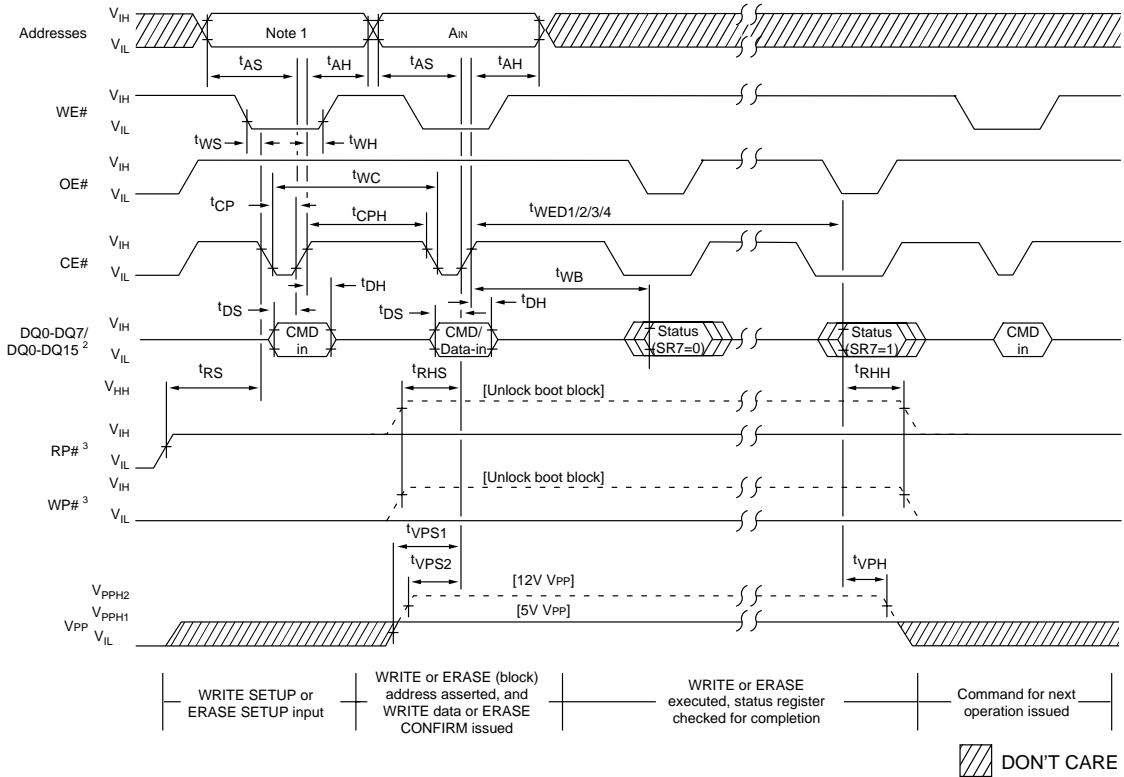 VIH
Addresses
VIL
Note 1
AIN
tAS
tAH
tAS
tAH
VIH
WE#
VIL
tWS
tWH
VIH
OE#
VIL
tWC
tCP
tCPH
tWED1/2/3/4
VIH
CE#
VIL
tWB
tDH
tDS
tDH
tDS
DQ0-DQ7/
DQ0-DQ15 2
VIH
VIL
CMD
in
CMD/
Data-in
Status
(SR7=0)
Status
(SR7=1)
CMD
in
tRS
tRHS
tRHH
VHH
[Unlock boot block]
VIH
RP# 3
VIL
VIH
[Unlock boot block]
WP# 3
VIL
tVPS1
tVPS2
tVPH
VPPH2
[12V VPP]
VPPH1
[5V VPP]
VPP
VIL
WRITE SETUP or
ERASE SETUP input
WRITE or ERASE (block)
address asserted, and
WRITE data or ERASE
CONFIRM issued
WRITE or ERASE
executed, status register
checked for completion
Command for next
operation issued
DON'T CARE